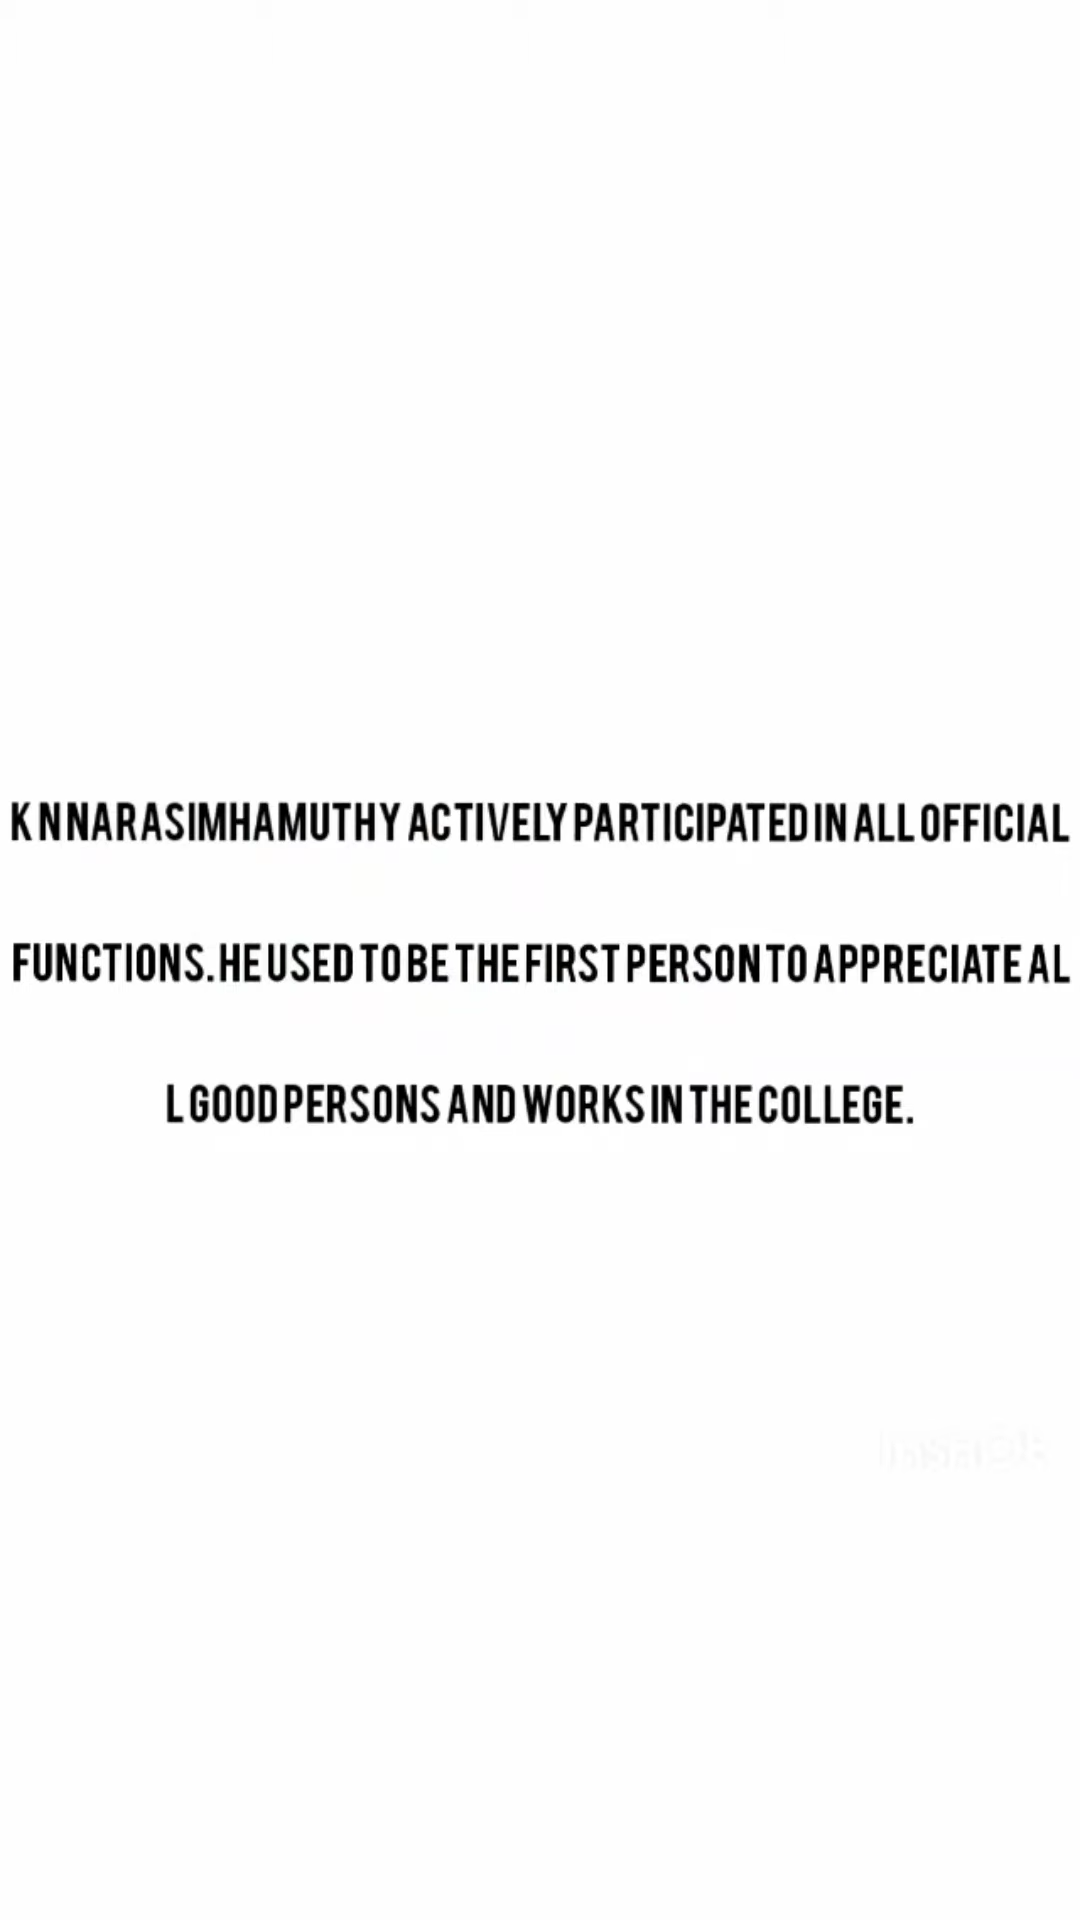 K N NARASIMHAMUTHY ACTIVELY PARTICIPATED IN ALL OFFICIAL
FUNCTIONS. HE USED TO BE THE FIRST PERSON TO APPRECIATE AL
L GOOD PERSONS AND WORKS IN THE COLLEGE.